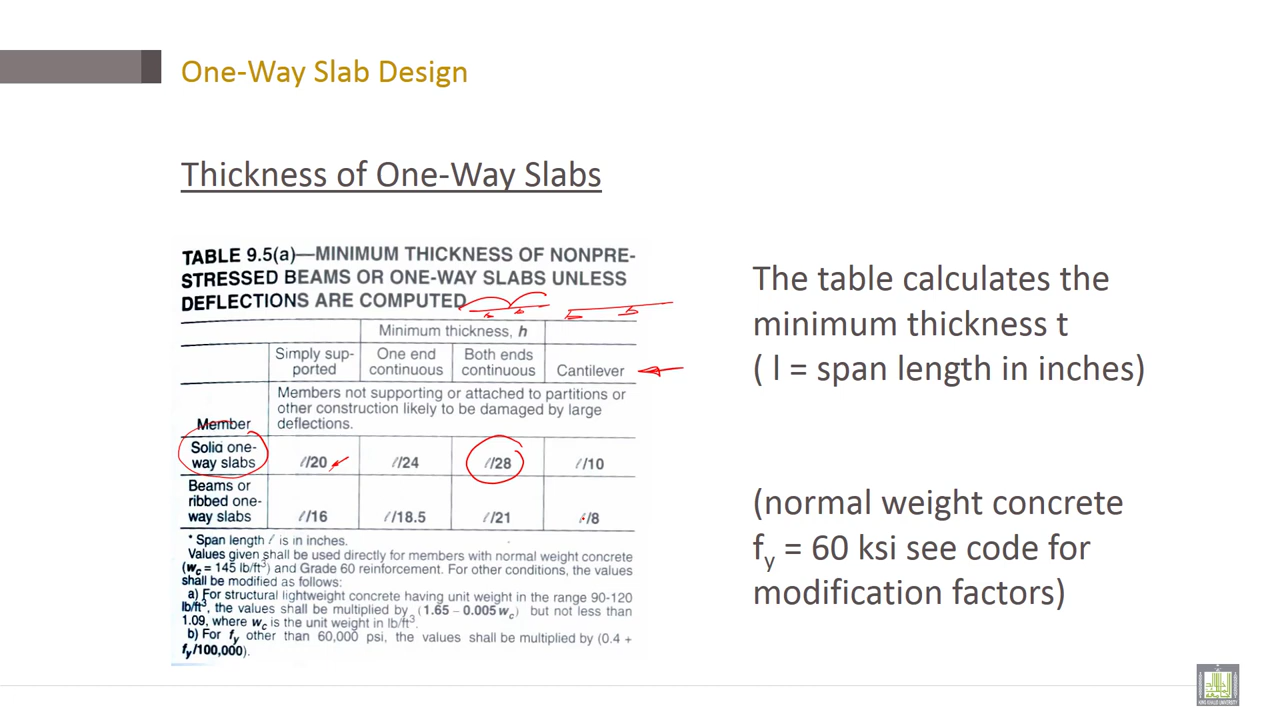 One-Way Slab Design
Thickness of One-Way Slabs
TABLE 9.5(a)—MINIMUM THICKNESS OF NONPRE-
STRESSED BEAMS OR ONE-WAY SLABS UNLESS
DEFLECTIONS ARE COMPUTED
Minimum thickness, h
Simply sup-
ported
One end
continuous
Both ends
continuous
Cantilever
Member
Members not supporting or attached to partitions or
other construction likely to be damaged by large
deflections.
Solid one-
way slabs
ℓ/20
ℓ/24
ℓ/28
ℓ/10
Beams or
ribbed one-
way slabs
ℓ/16
ℓ/18.5
ℓ/21
ℓ/8
* Span length ℓ is in inches.
Values given shall be used directly for members with normal weight concrete
(wc = 145 lb/ft³) and Grade 60 reinforcement. For other conditions, the values
shall be modified as follows:
a) For structural lightweight concrete having unit weight in the range 90-120
lb/ft³, the values shall be multiplied by (1.65 – 0.005 wc) but not less than
1.09, where wc is the unit weight in lb/ft³.
b) For fy other than 60,000 psi, the values shall be multiplied by (0.4 +
fy/100,000).
The table calculates the
minimum thickness t
( l = span length in inches)
(normal weight concrete
fy = 60 ksi see code for
modification factors)
KING KHALID UNIVERSITY